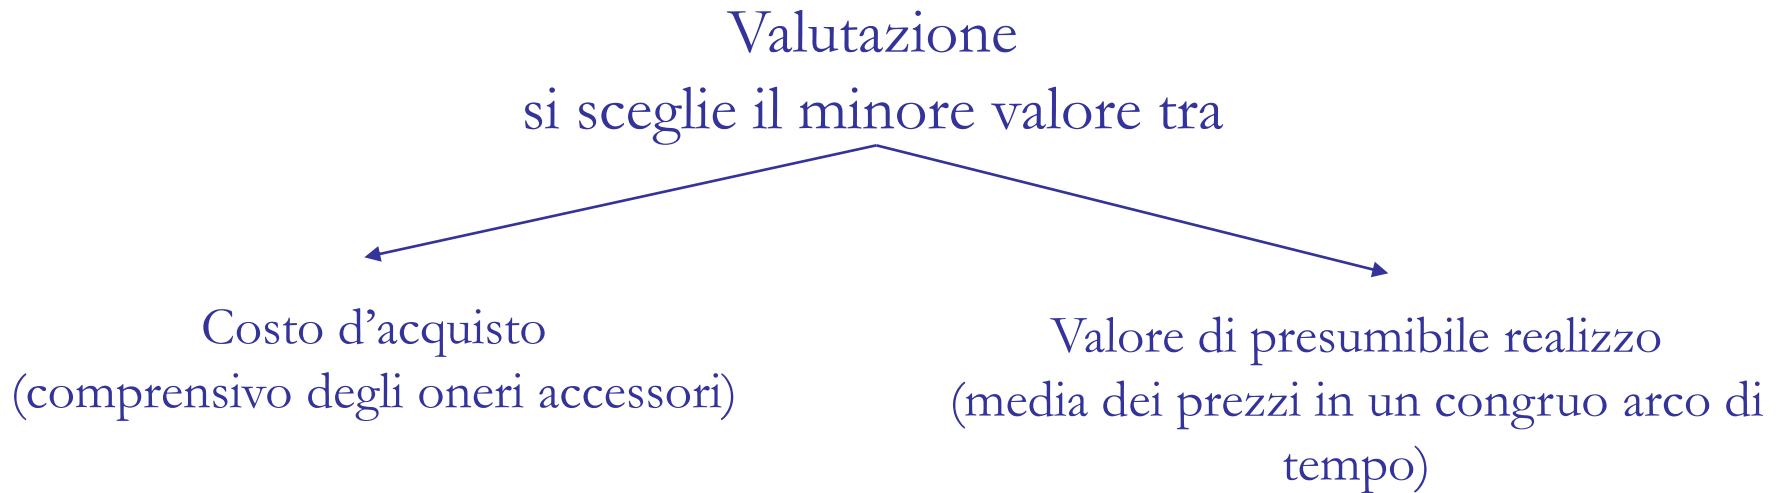 Valutazione
si sceglie il minore valore tra
Costo d’acquisto
(comprensivo degli oneri accessori)
Valore di presumibile realizzo
(media dei prezzi in un congruo arco di
tempo)